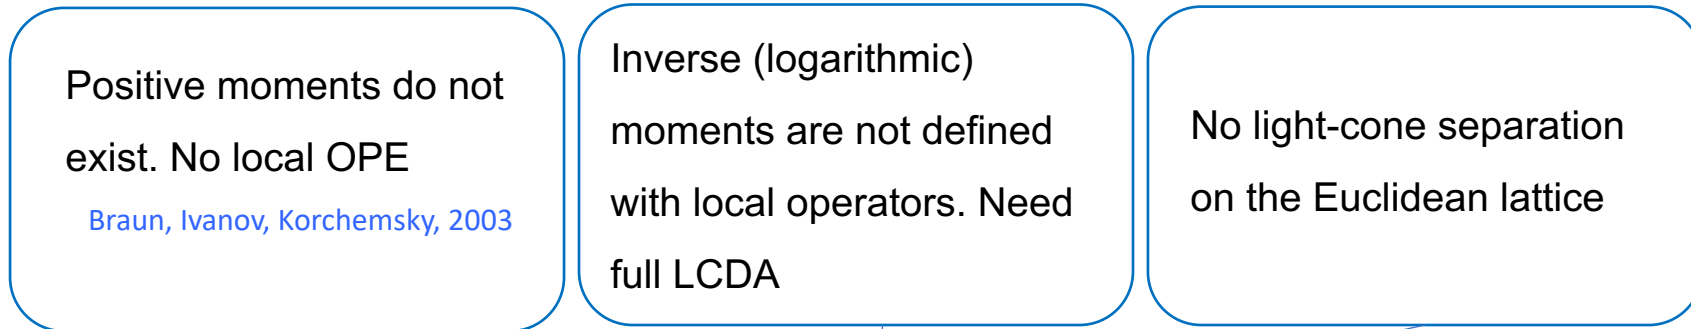 Positive moments do not
exist. No local OPE
Braun, Ivanov, Korchemsky, 2003
Inverse (logarithmic)
moments are not defined
with local operators. Need
full LCDA
No light-cone separation
on the Euclidean lattice